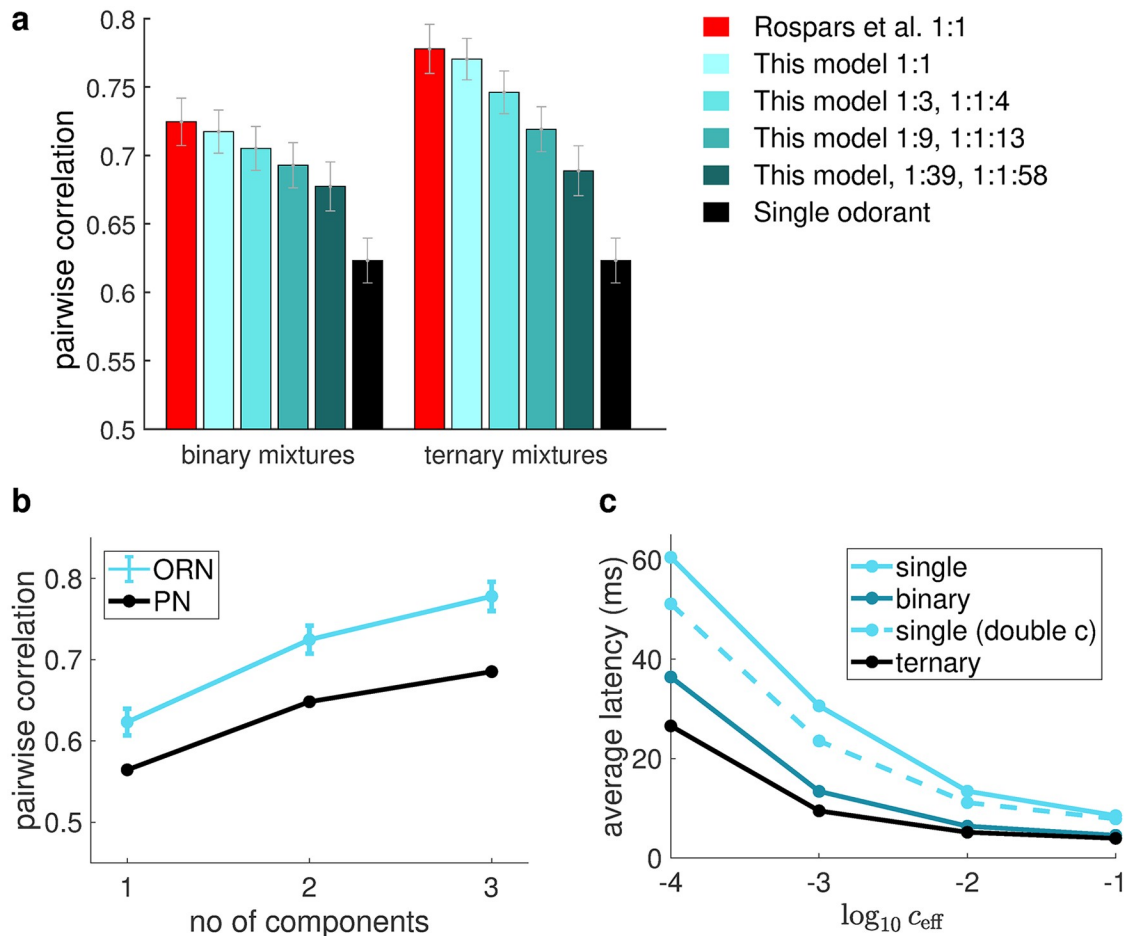 a
0.8
0.75
0.7
0.65
0.6
0.55
0.5
pairwise correlation
binary mixtures
ternary mixtures
Rospars et al. 1:1
This model 1:1
This model 1:3, 1:1:4
This model 1:9, 1:1:13
This model, 1:39, 1:1:58
Single odorant
b
ORN
PN
0.8
0.7
0.6
0.5
pairwise correlation
1
2
3
no of components
c
single
binary
single (double c)
ternary
60
40
20
0
average latency (ms)
-4
-3
-2
-1
log₁₀ c_eff